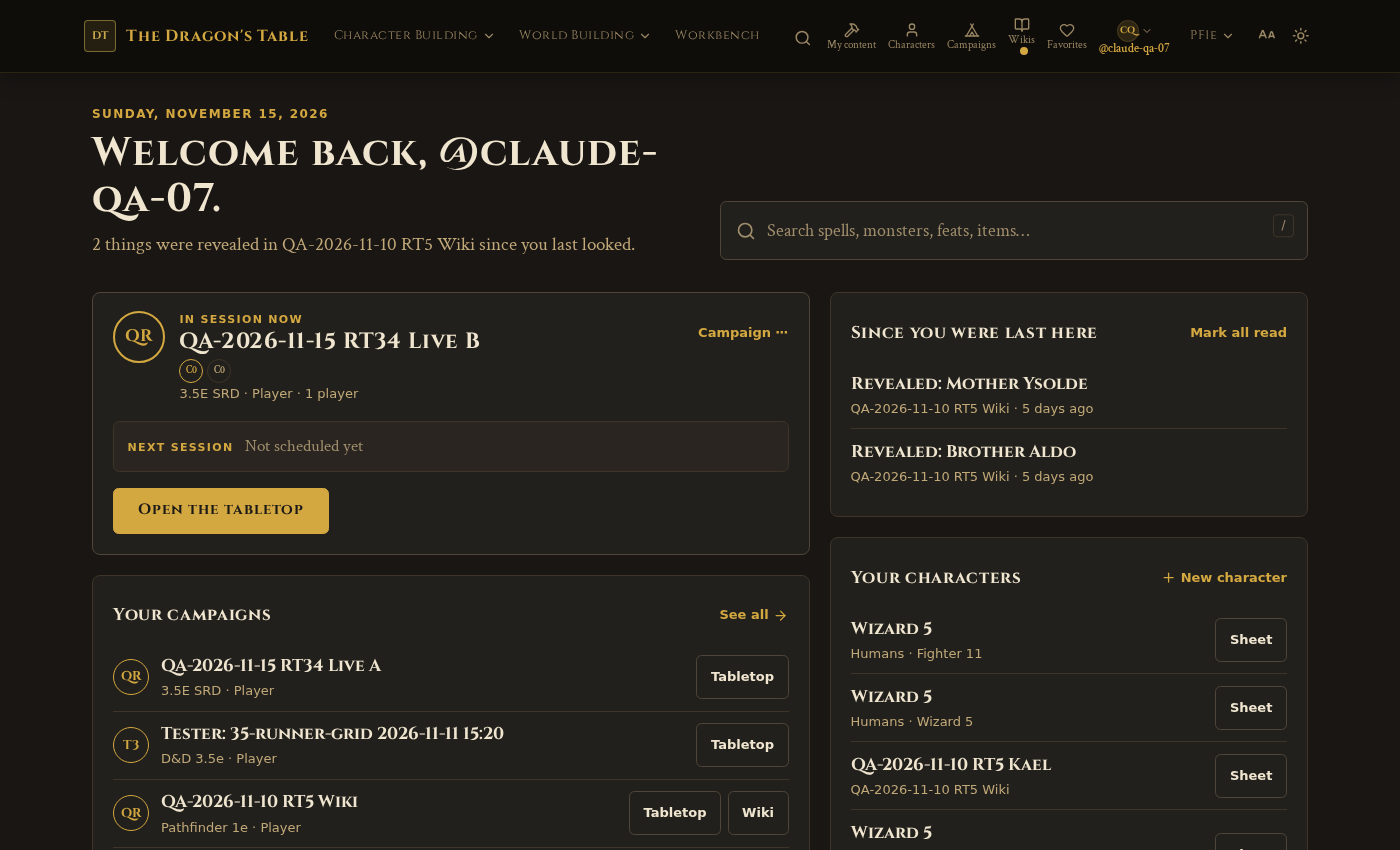 DT The Dragon's Table Character Building World Building Workbench My content Characters Campaigns Wikis Favorites CQ @claude-qa-07 PF1e AA
SUNDAY, NOVEMBER 15, 2026
Welcome back, @claude-
qa-07.
2 things were revealed in QA-2026-11-10 RT5 Wiki since you last looked.
Search spells, monsters, feats, items… /
QR
IN SESSION NOW
QA-2026-11-15 RT34 Live B
Campaign ···
Co Co
3.5E SRD · Player · 1 player
NEXT SESSION Not scheduled yet
Open the tabletop
Your campaigns See all →
QR QA-2026-11-15 RT34 Live A
3.5E SRD · Player
Tabletop
T3 Tester: 35-runner-grid 2026-11-11 15:20
D&D 3.5e · Player
Tabletop
QR QA-2026-11-10 RT5 Wiki
Pathfinder 1e · Player
Tabletop Wiki
Since you were last here Mark all read
Revealed: Mother Ysolde
QA-2026-11-10 RT5 Wiki · 5 days ago
Revealed: Brother Aldo
QA-2026-11-10 RT5 Wiki · 5 days ago
Your characters + New character
Wizard 5
Humans · Fighter 11
Sheet
Wizard 5
Humans · Wizard 5
Sheet
QA-2026-11-10 RT5 Kael
QA-2026-11-10 RT5 Wiki
Sheet
Wizard 5